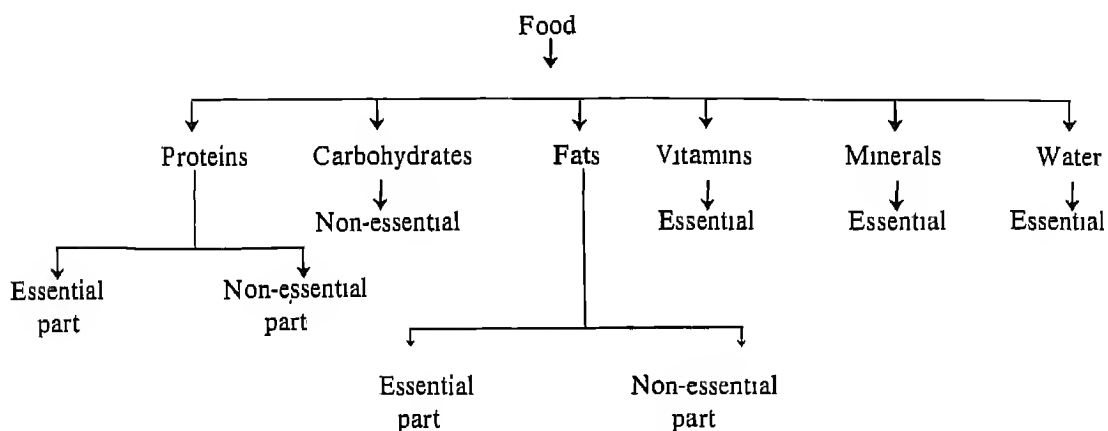 Food
Proteins Carbohydrates Fats Vitamins Minerals Water
Non-essential Essential Essential Essential
Essential part Non-essential part
Essential part Non-essential part